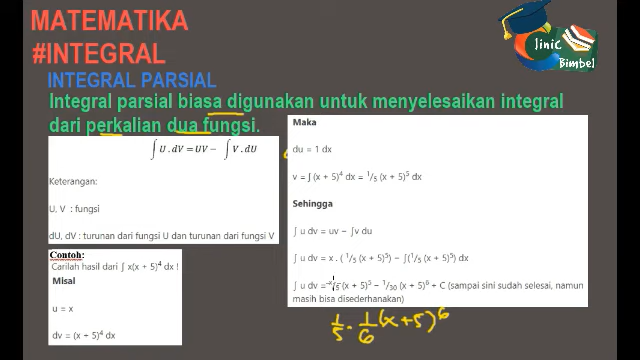 MATEMATIKA
#INTEGRAL
Clinic
Bimbel
INTEGRAL PARSIAL
Integral parsial biasa digunakan untuk menyelesaikan integral
dari perkalian dua fungsi.
∫ U . dV = UV − ∫ V . dU
Keterangan:
U, V : fungsi
dU, dV : turunan dari fungsi U dan turunan dari fungsi V
Contoh:
Carilah hasil dari ∫ x(x + 5)⁴ dx !
Misal
u = x
dv = (x + 5)⁴ dx
Maka
du = 1 dx
v = ∫ (x + 5)⁴ dx = ¹/₅ (x + 5)⁵ dx
Sehingga
∫ u dv = uv − ∫v du
∫ u dv = x . ( ¹/₅ (x + 5)⁵) − ∫(¹/₅ (x + 5)⁵) dx
∫ u dv = ˣ/₅ (x + 5)⁵ − ¹/₃₀ (x + 5)⁶ + C (sampai sini sudah selesai, namun
masih bisa disederhanakan)
1/5 · 1/6 (x + 5)⁶